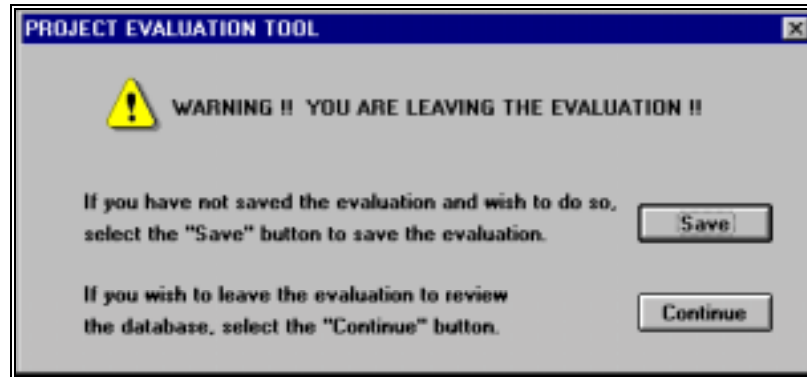 PROJECT EVALUATION TOOL
WARNING !! YOU ARE LEAVING THE EVALUATION !!
If you have not saved the evaluation and wish to do so,
select the "Save" button to save the evaluation.
Save
If you wish to leave the evaluation to review
the database, select the "Continue" button.
Continue